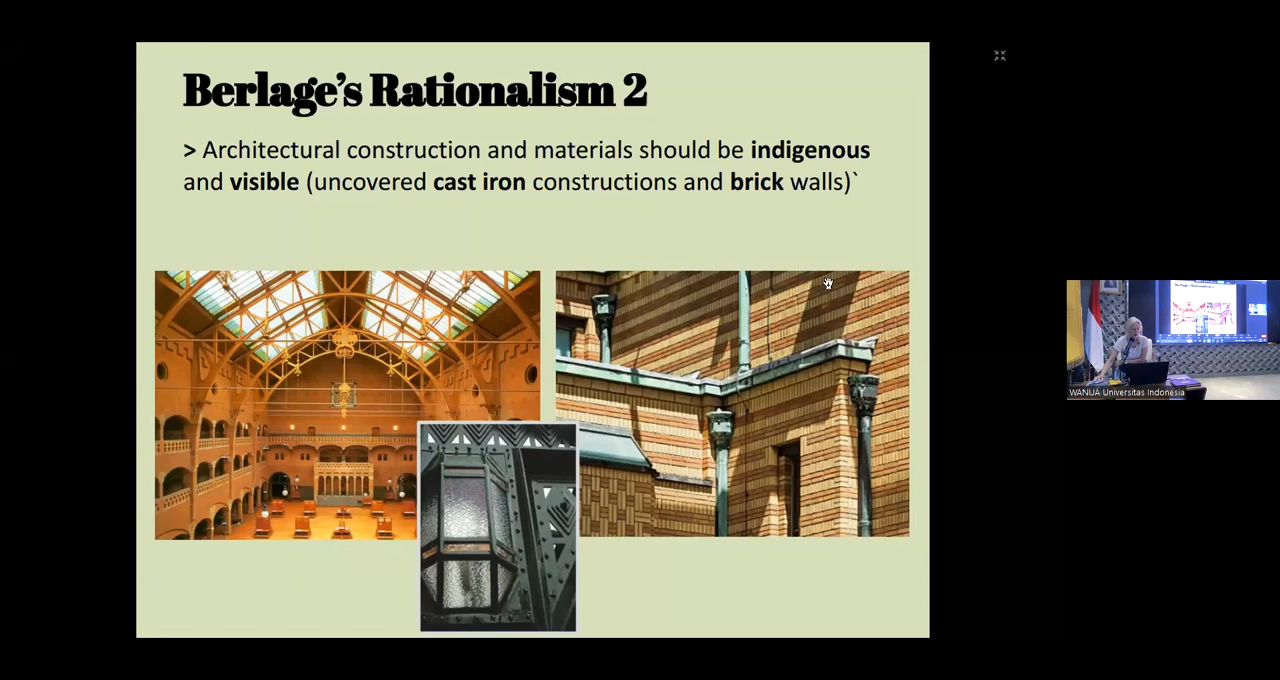 Berlage’s Rationalism 2
> Architectural construction and materials should be indigenous
and visible (uncovered cast iron constructions and brick walls)`
WANUA Universitas Indonesia